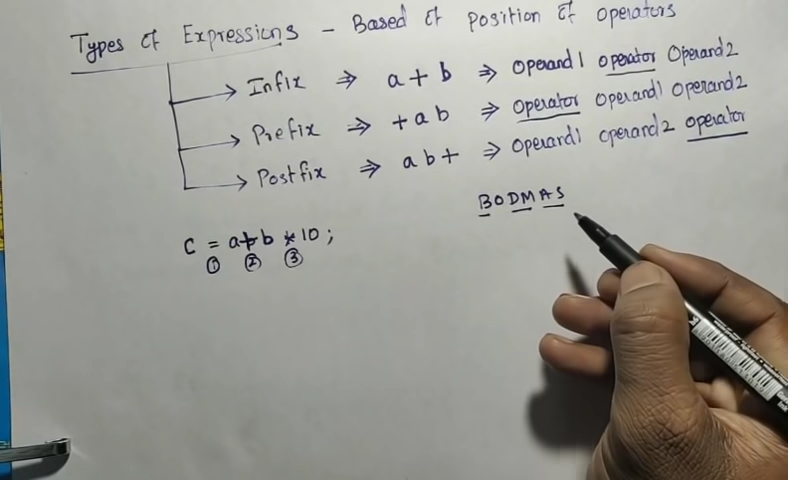 Types of Expressions - Based of position of operators
Infix ⇒ a + b ⇒ operand1 operator Operand2
Prefix ⇒ + a b ⇒ operator operand1 operand2
Postfix ⇒ a b + ⇒ operand1 operand2 operator
BODMAS
C = a + b * 10 ;
① ② ③